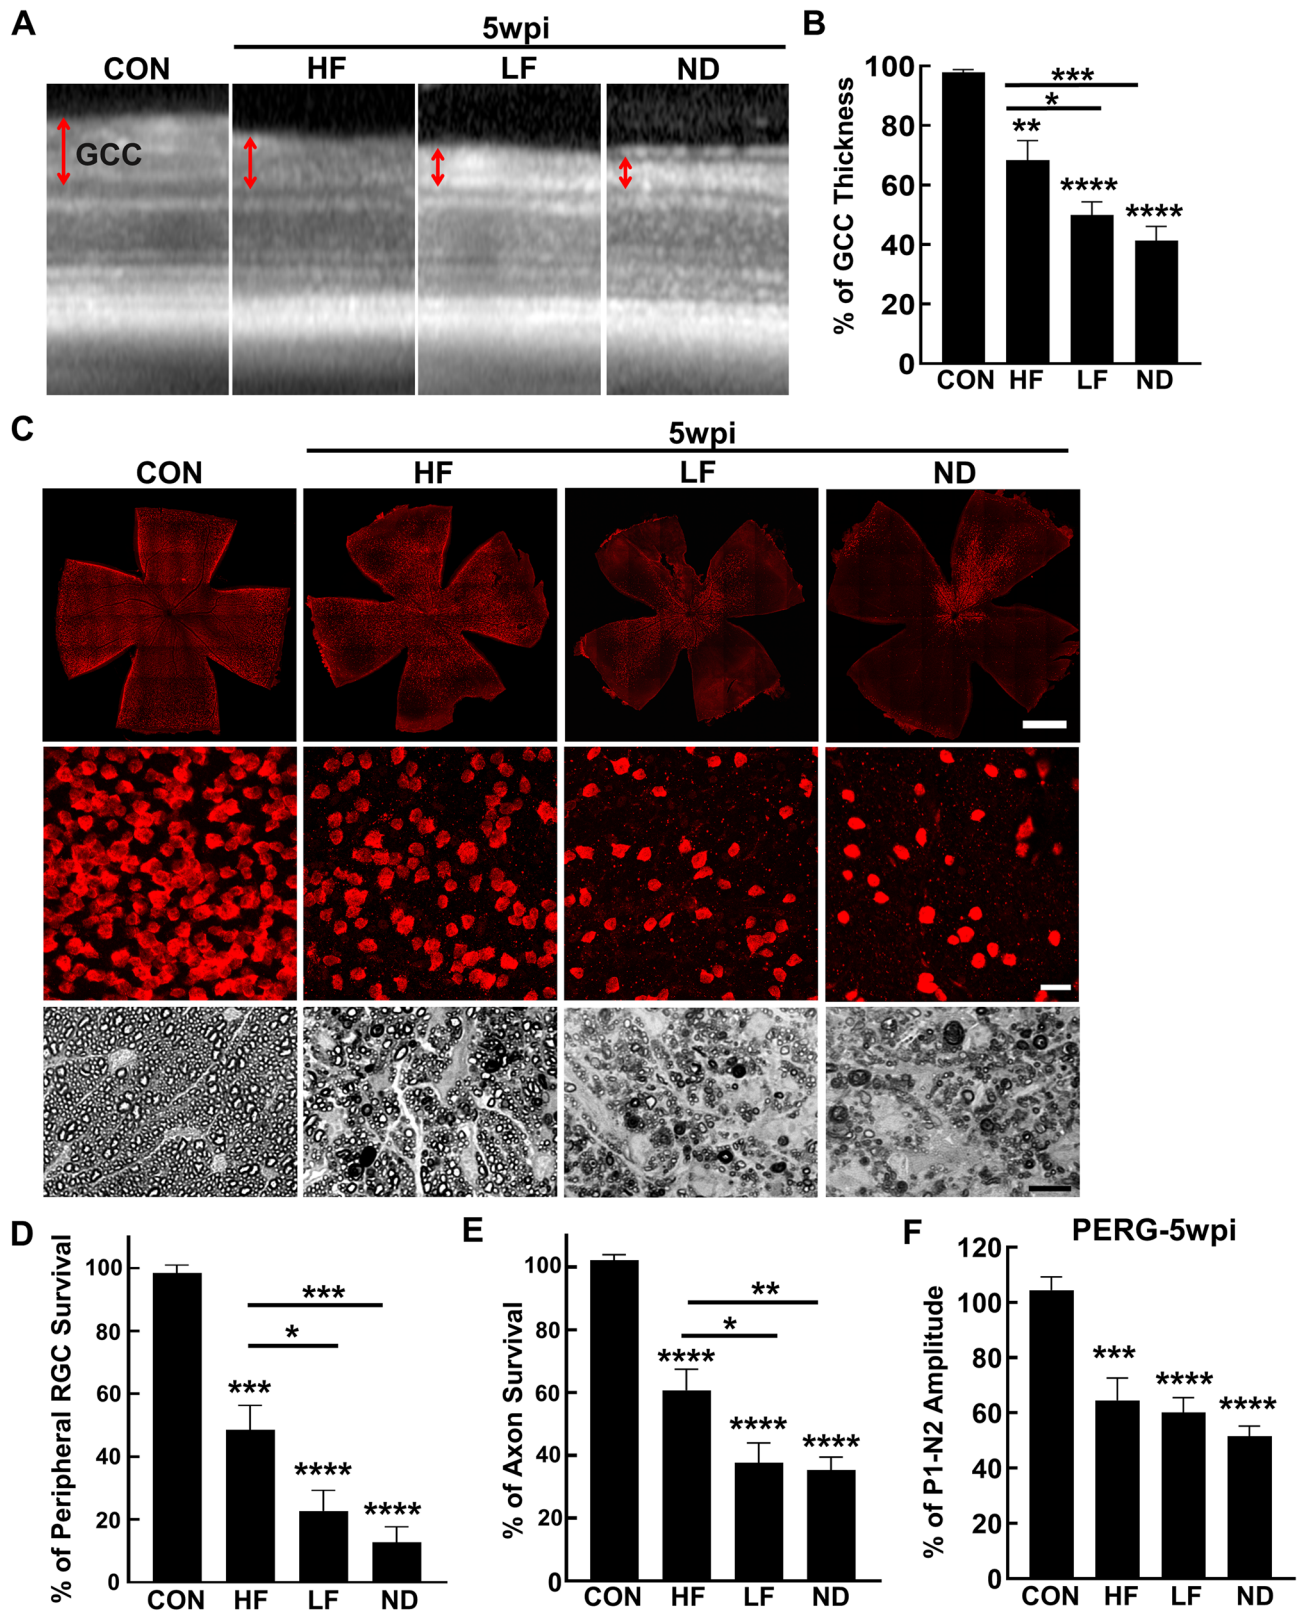 A
5wpi
CON HF LF ND
GCC
B
% of GCC Thickness
100
80
60
40
20
0
***
*
**
****
****
CON HF LF ND
C
5wpi
CON HF LF ND
D
% of Peripheral RGC Survival
100
80
60
40
20
0
***
*
***
****
****
CON HF LF ND
E
% of Axon Survival
100
80
60
40
20
0
**
*
****
****
****
CON HF LF ND
F
PERG-5wpi
% of P1-N2 Amplitude
120
100
80
60
40
20
0
***
****
****
CON HF LF ND